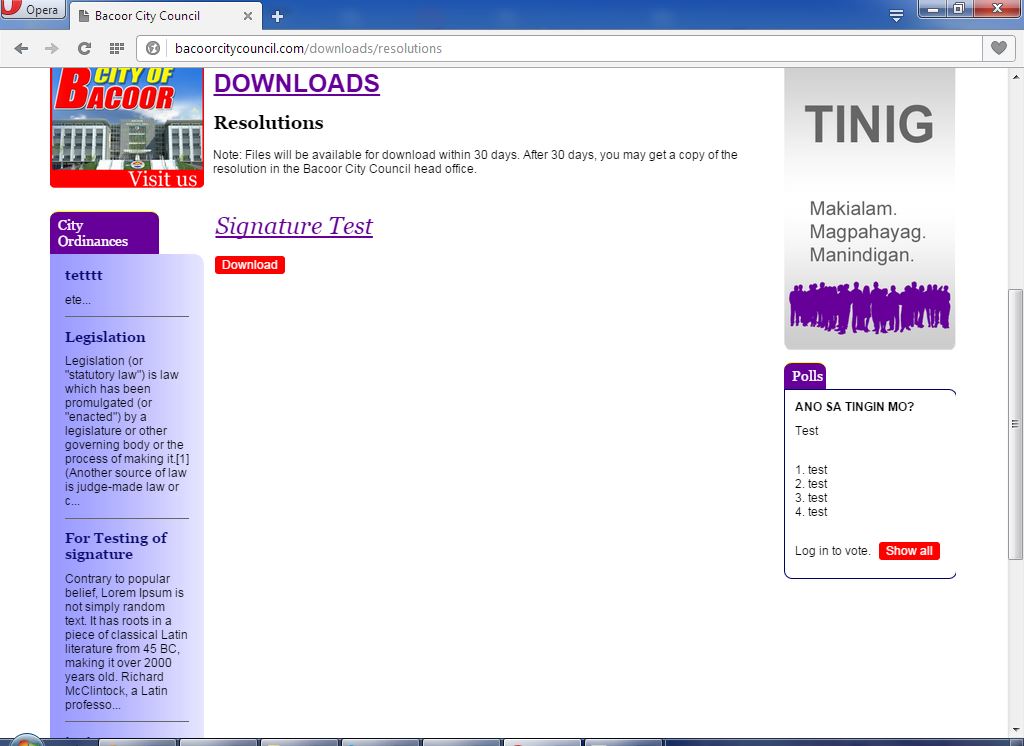 Opera
Bacoor City Council
bacoorcitycouncil.com/downloads/resolutions
CITY OF
BACOOR
Visit us
City
Ordinances
tetttt
ete...
Legislation
Legislation (or
"statutory law") is law
which has been
promulgated (or
"enacted") by a
legislature or other
governing body or the
process of making it.[1]
(Another source of law
is judge-made law or
c...
For Testing of
signature
Contrary to popular
belief, Lorem Ipsum is
not simply random
text. It has roots in a
piece of classical Latin
literature from 45 BC,
making it over 2000
years old. Richard
McClintock, a Latin
professo...
DOWNLOADS
Resolutions
Note: Files will be available for download within 30 days. After 30 days, you may get a copy of the
resolution in the Bacoor City Council head office.
Signature Test
Download
TINIG
Makialam.
Magpahayag.
Manindigan.
Polls
ANO SA TINGIN MO?
Test
1. test
2. test
3. test
4. test
Log in to vote. Show all